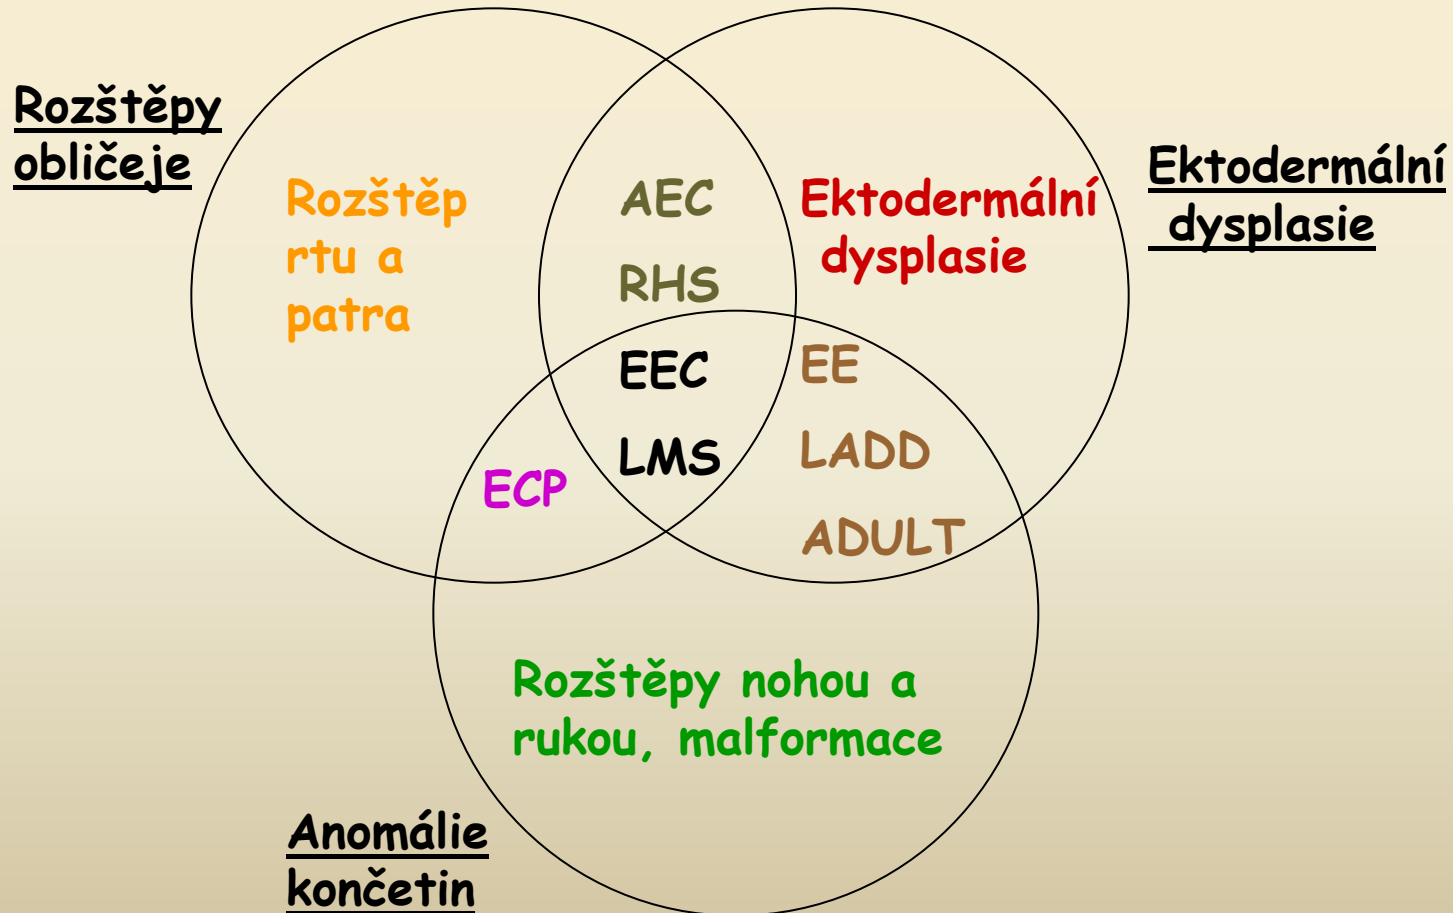 Rozštěpy
obličeje
Ektodermální
dysplasie
Rozštěp
rtu a
patra
AEC
RHS
Ektodermální
dysplasie
EEC
LMS
EE
LADD
ADULT
ECP
Rozštěpy nohou a
rukou, malformace
Anomálie
končetin